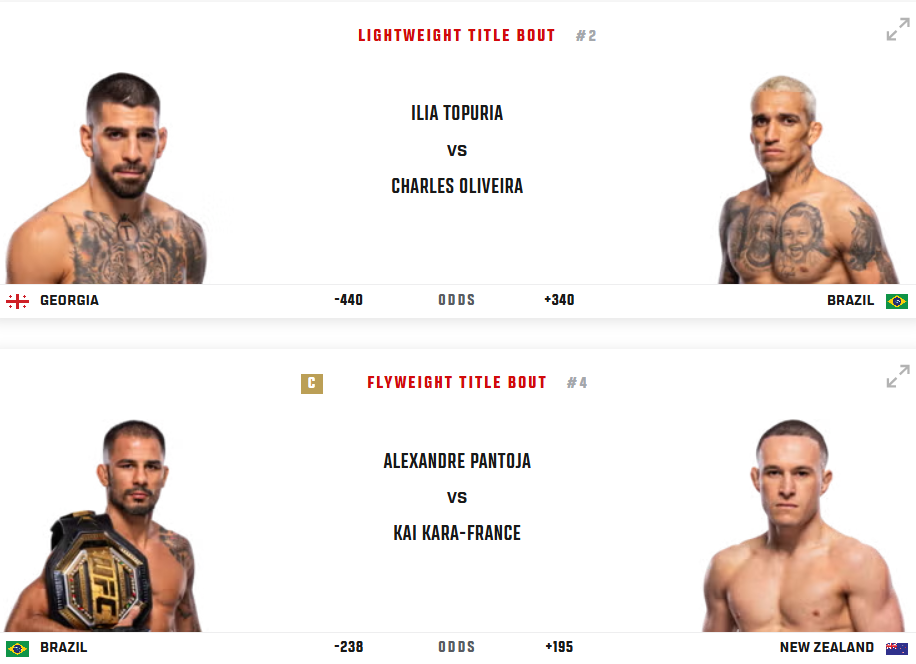 LIGHTWEIGHT TITLE BOUT #2
ILIA TOPURIA
VS
CHARLES OLIVEIRA
GEORGIA -440 ODDS +340 BRAZIL
C FLYWEIGHT TITLE BOUT #4
ALEXANDRE PANTOJA
VS
KAI KARA-FRANCE
UFC
BRAZIL -238 ODDS +195 NEW ZEALAND